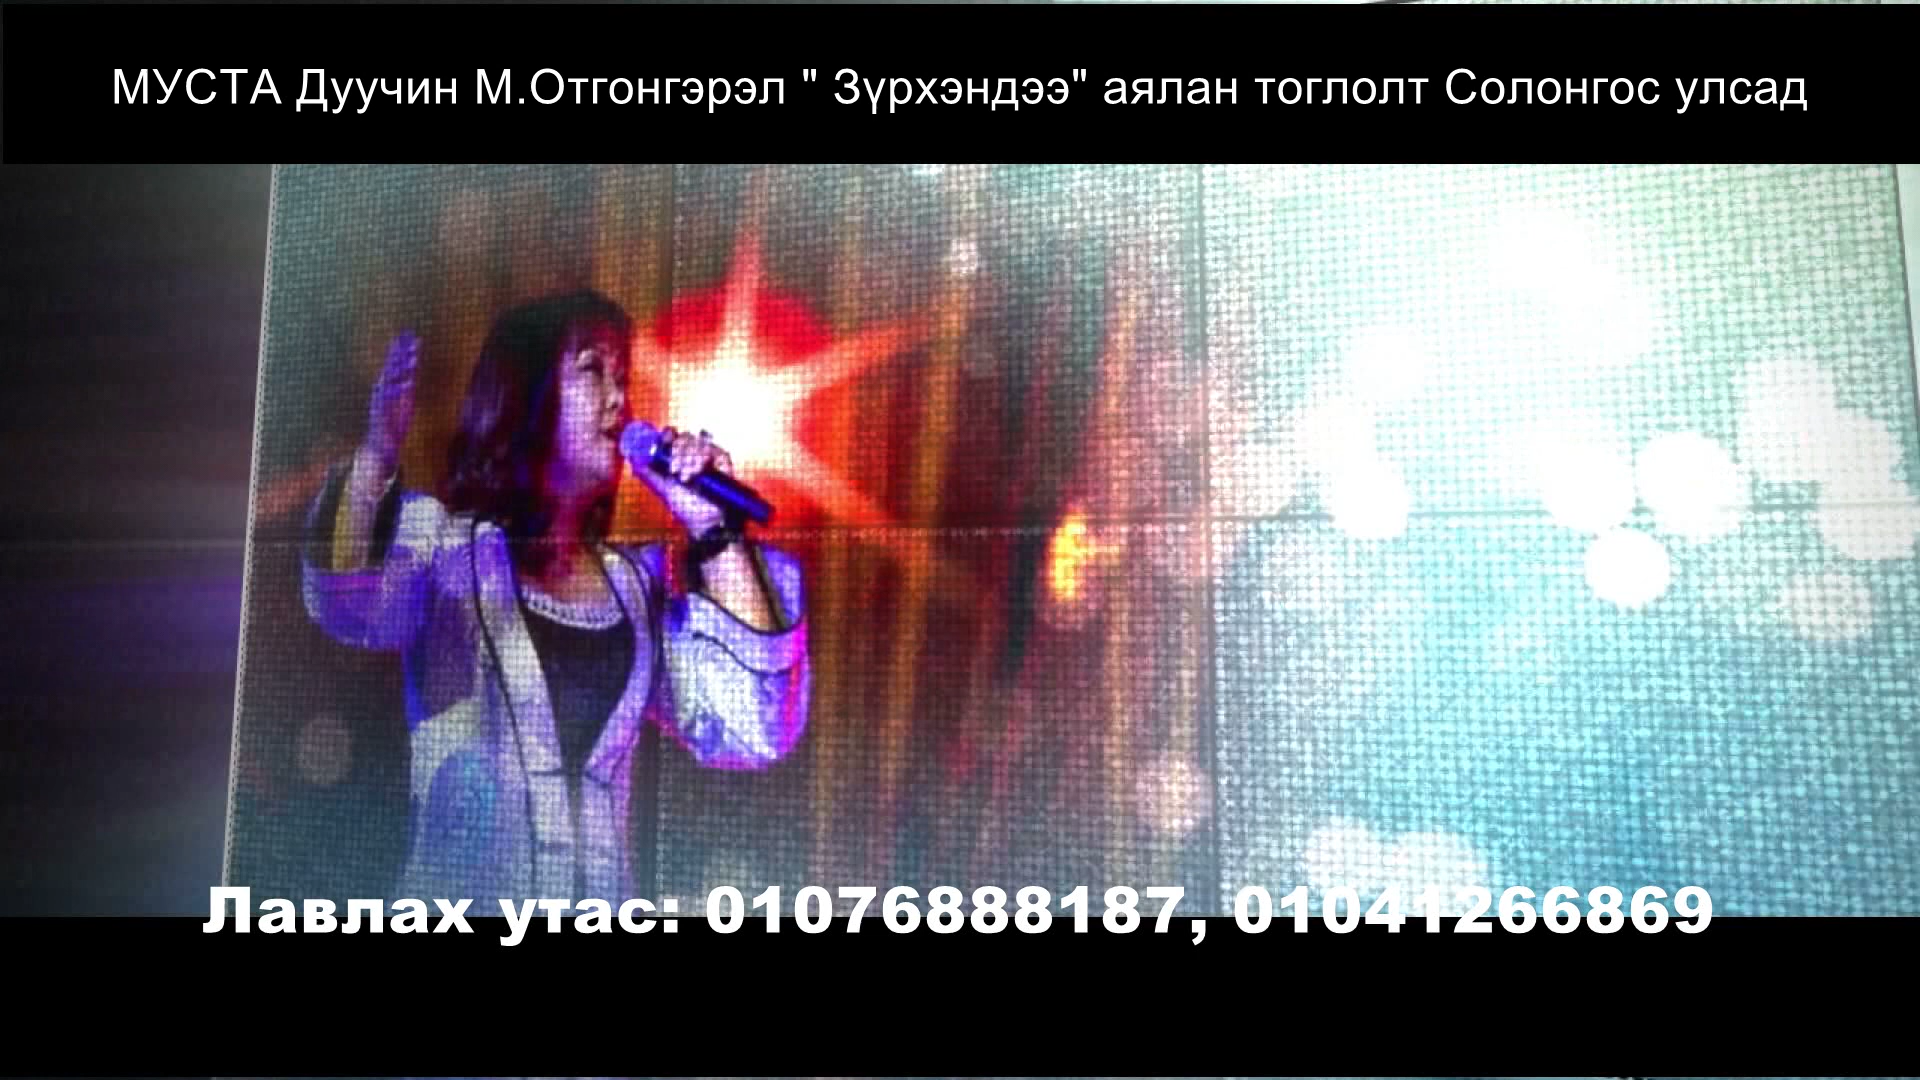 МУСТА Дуучин М.Отгонгэрэл " Зүрхэндээ" аялан тоглолт Солонгос улсад
Лавлах утас: 01076888187, 01041266869